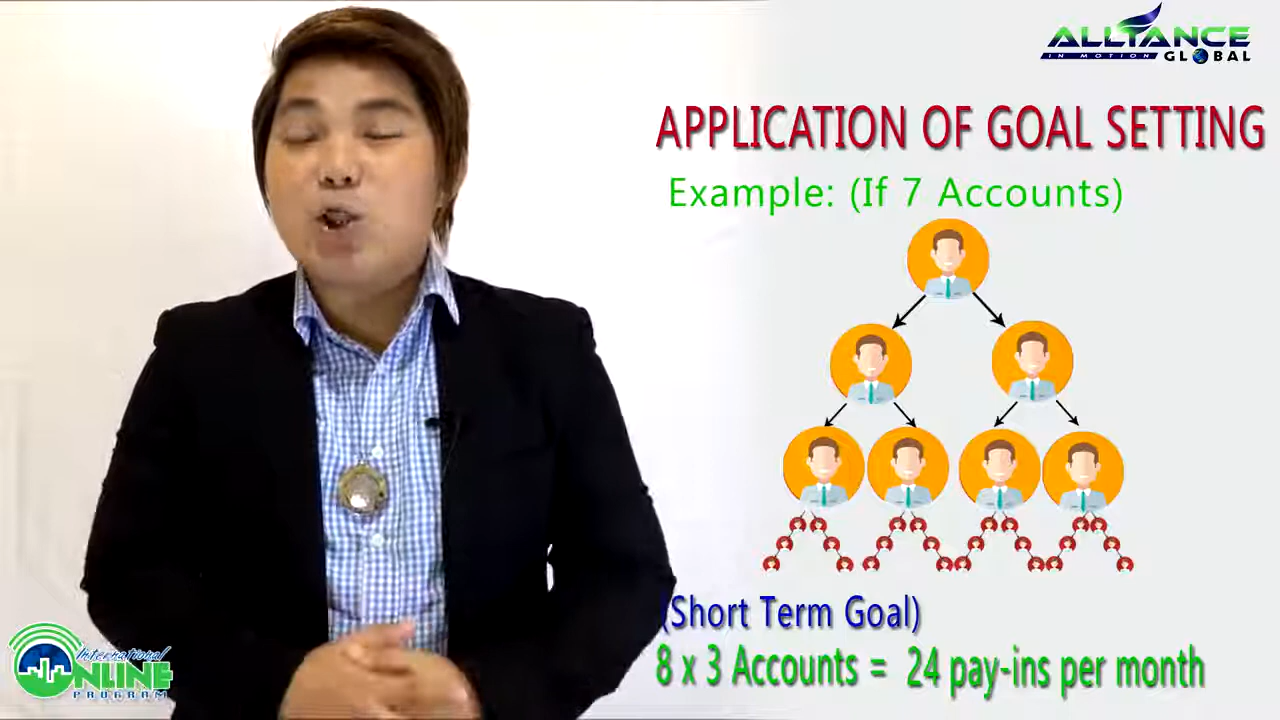 ALLIANCE
IN MOTION GLOBAL
APPLICATION OF GOAL SETTING
Example: (If 7 Accounts)
(Short Term Goal)
8 x 3 Accounts = 24 pay-ins per month
International
ONLINE
PROGRAM